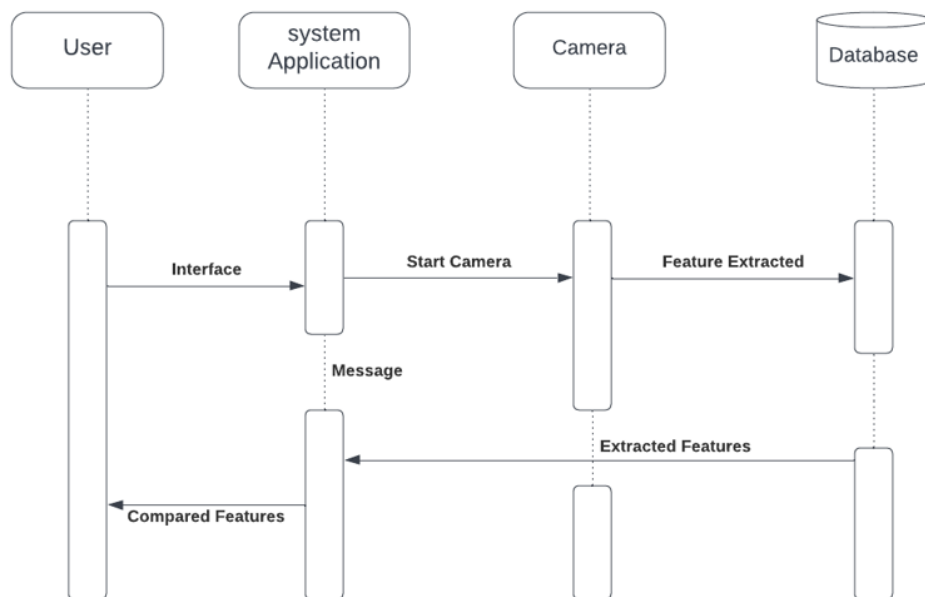 User
system
Application
Camera
Database
Interface
Start Camera
Feature Extracted
Message
Extracted Features
Compared Features